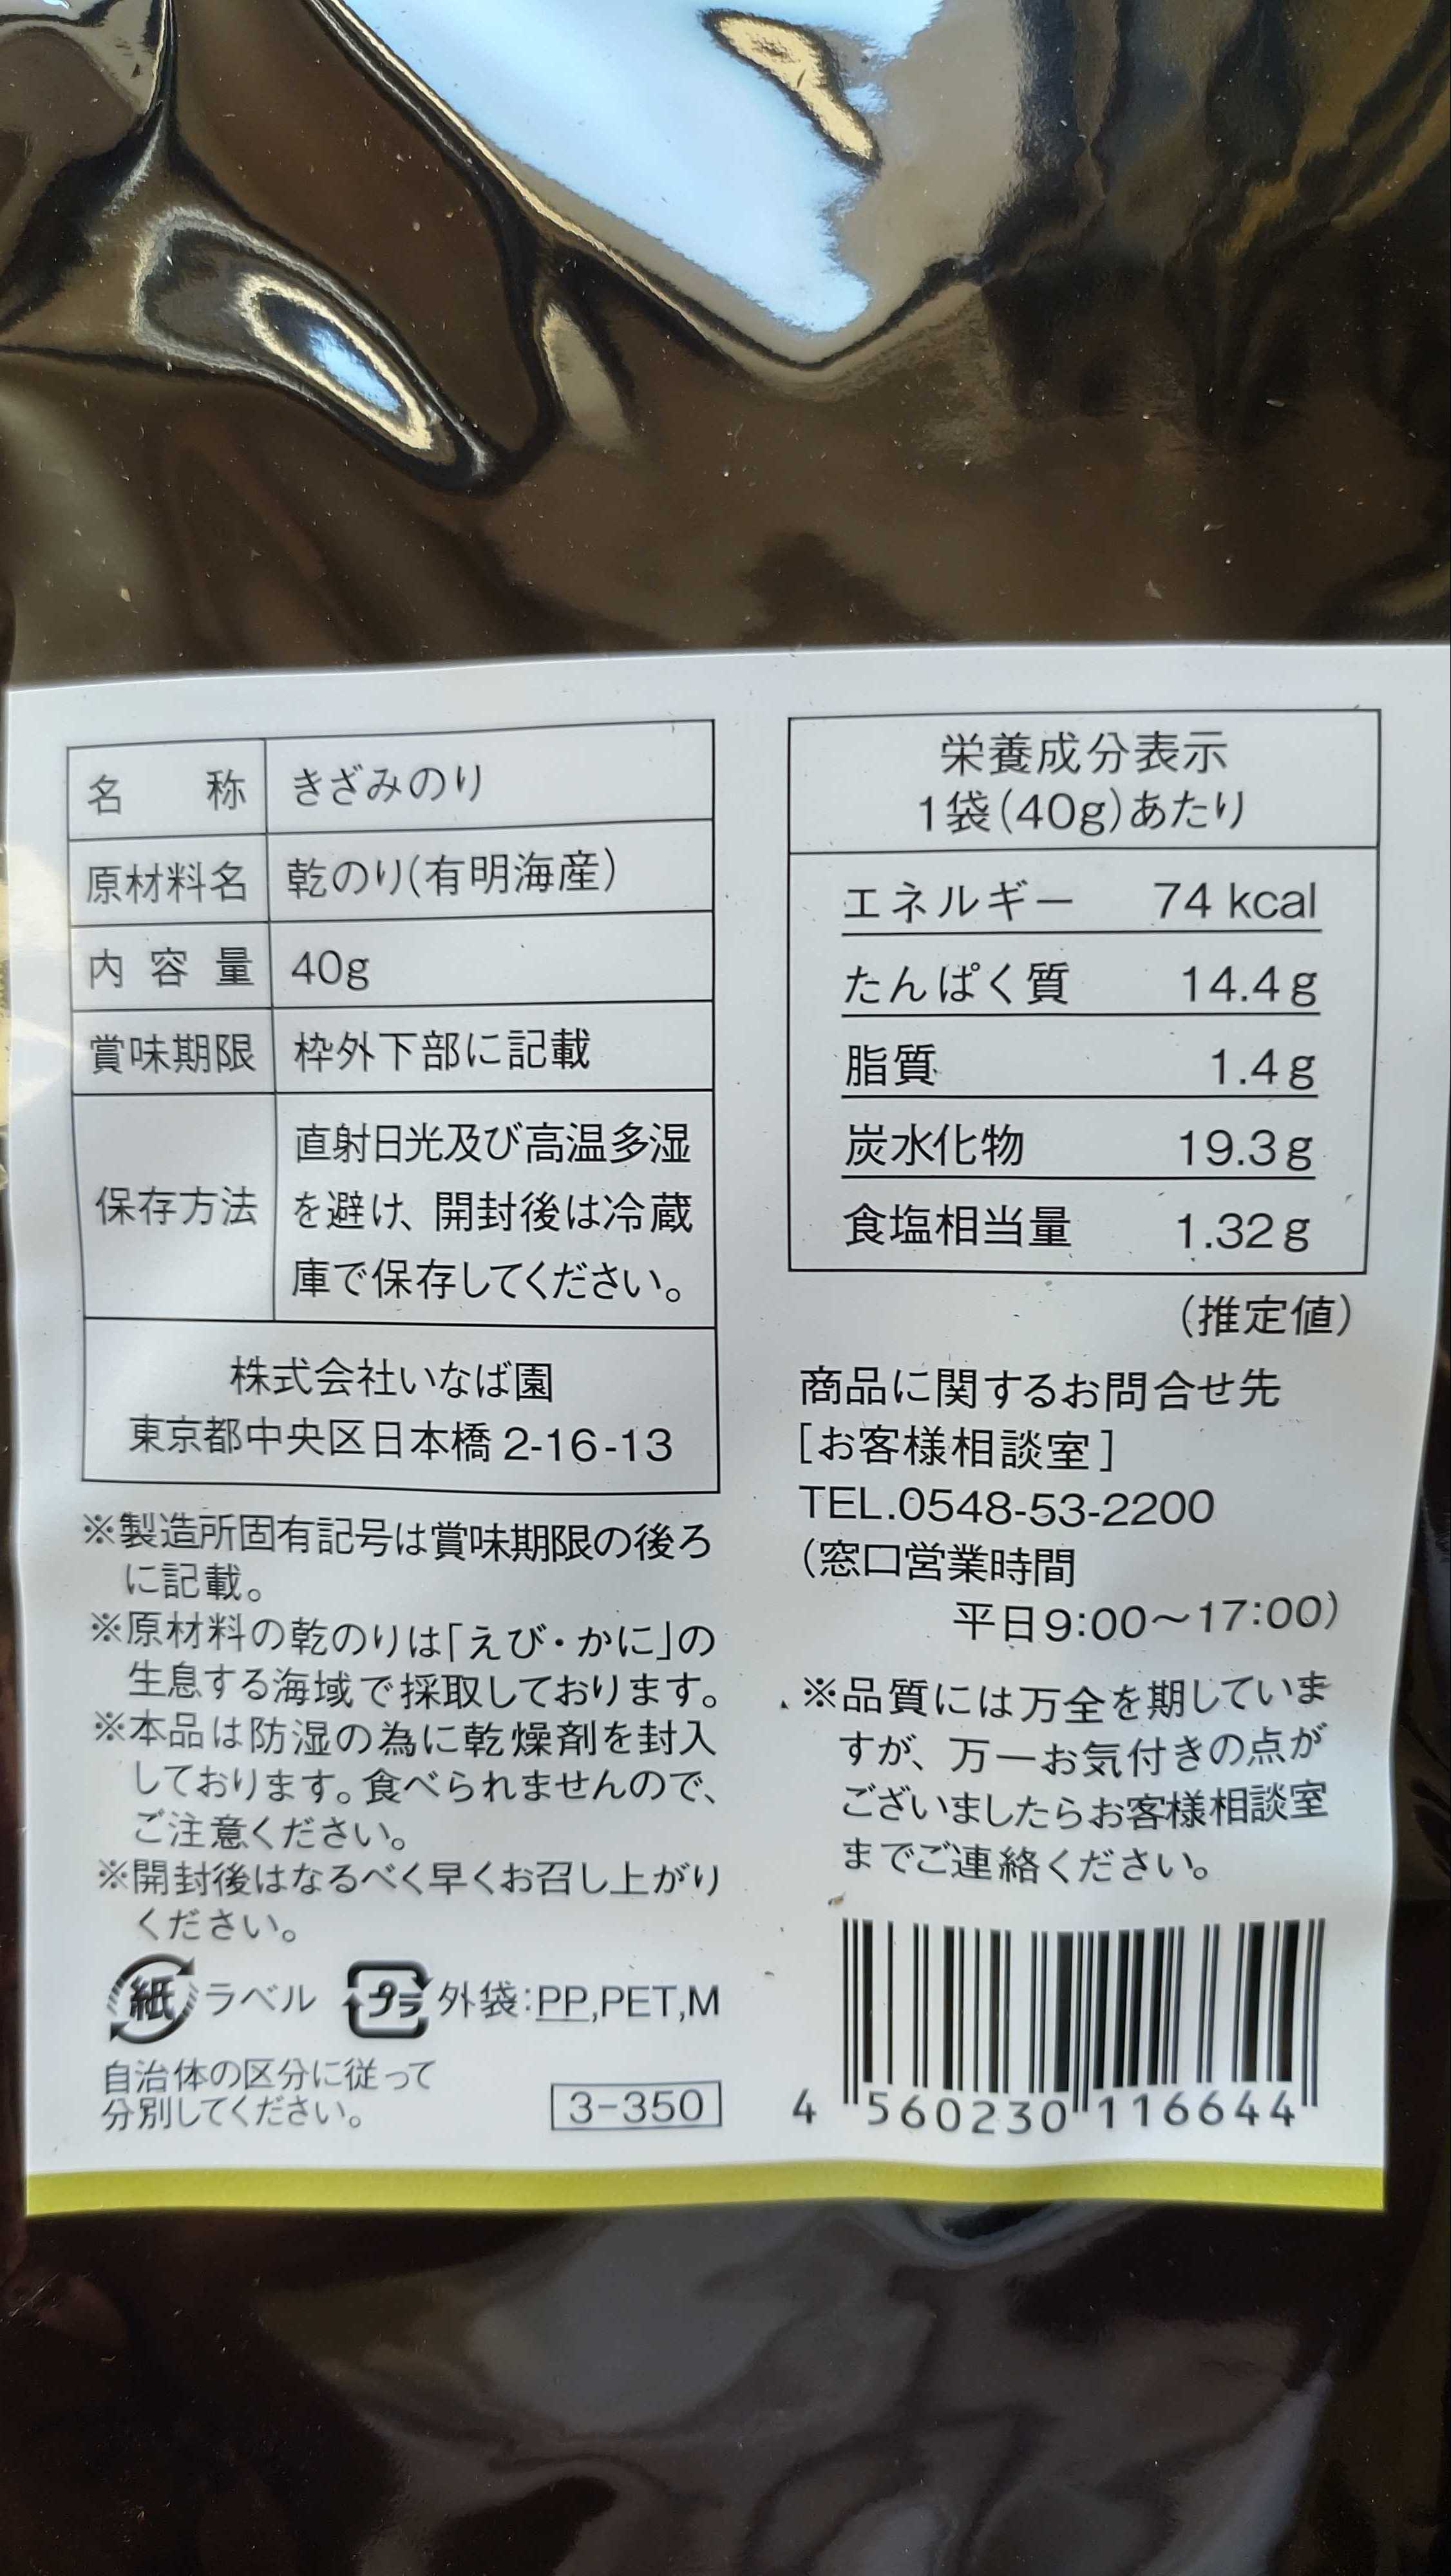 名称 きざみのり
原材料名 乾のり(有明海産)
内容量 40g
賞味期限 枠外下部に記載
保存方法 直射日光及び高温多湿
を避け、開封後は冷蔵
庫で保存してください。
株式会社いなば園
東京都中央区日本橋2-16-13
※製造所固有記号は賞味期限の後ろ
に記載。
※原材料の乾のりは「えび・かに」の
生息する海域で採取しております。
※本品は防湿の為に乾燥剤を封入
しております。食べられませんので、
ご注意ください。
※開封後はなるべく早くお召し上がり
ください。
紙 ラベル プラ 外袋:PP,PET,M
自治体の区分に従って
分別してください。
3-350
栄養成分表示
1袋(40g)あたり
エネルギー 74 kcal
たんぱく質 14.4g
脂質 1.4g
炭水化物 19.3g
食塩相当量 1.32g
(推定値)
商品に関するお問合せ先
[お客様相談室]
TEL.0548-53-2200
(窓口営業時間
平日9:00～17:00)
※品質には万全を期していま
すが、万一お気付きの点が
ございましたらお客様相談室
までご連絡ください。
4 560230 116644